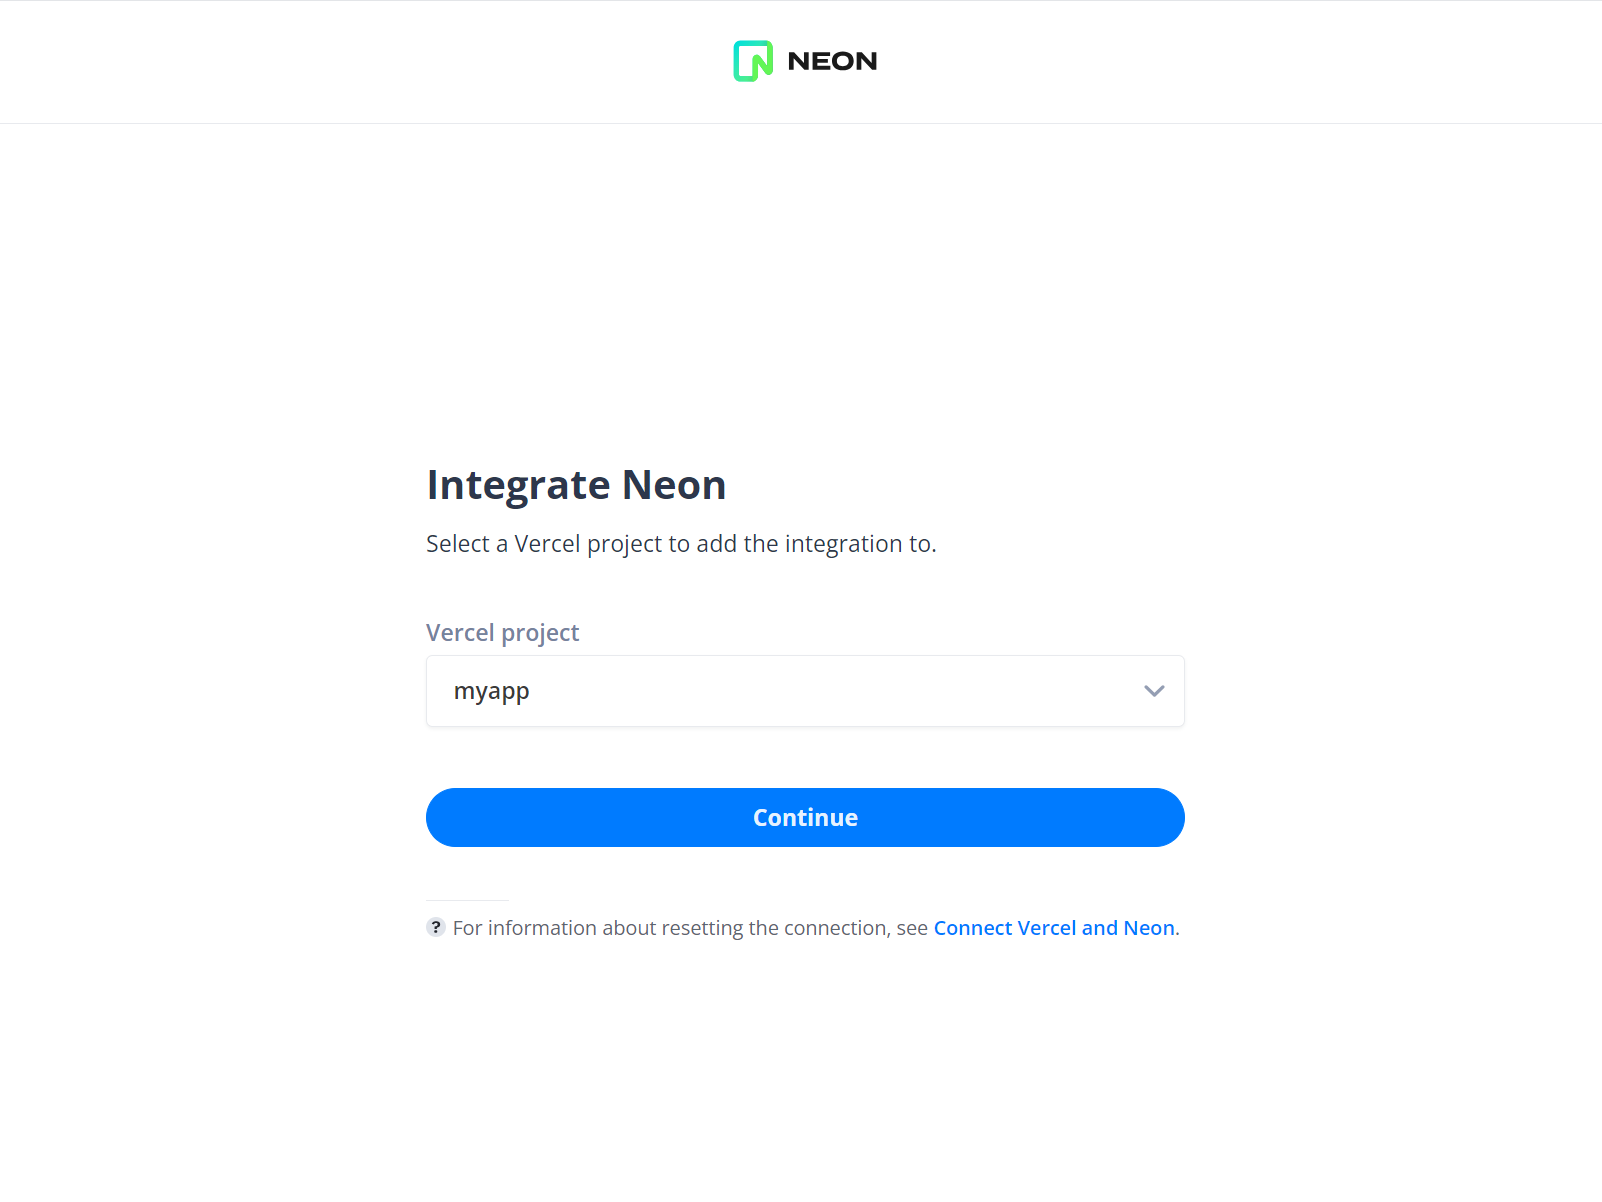 NEON
Integrate Neon
Select a Vercel project to add the integration to.
Vercel project
myapp
Continue
? For information about resetting the connection, see Connect Vercel and Neon.